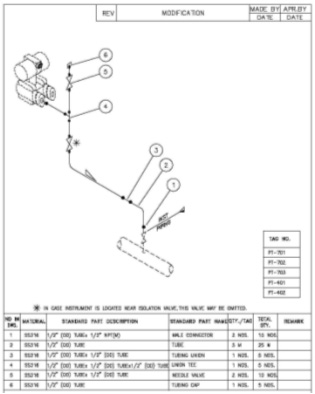 REV MODIFICATION MADE BY APR.BY
DATE DATE
6
5
4
3
2
1
TAG NO.
PT-701
PT-702
PT-703
PT-401
PT-402
IN CASE INSTRUMENT IS LOCATED NEAR ISOLATION VALVE, THIS VALVE MAY BE OMITTED.
NO IN DWG. MATERIAL STANDARD PART DESCRIPTION STANDARD PART NAME QTY./TAG TOTAL QTY. REMARK
1 SS316 1/2" (OD) TUBEx 1/2" NPT(M) MALE CONNECTOR 2 NOS. 10 NOS.
2 SS316 1/2" (OD) TUBE TUBE 5 M 25 M
3 SS316 1/2" (OD) TUBEx 1/2" (OD) TUBE TUBING UNION 1 NOS. 5 NOS.
4 SS316 1/2" (OD) TUBEx 1/2" (OD) TUBEx1/2" (OD) TUBE UNION TEE 1 NOS. 5 NOS.
5 SS316 1/2" (OD) TUBEx 1/2" (OD) TUBE NEEDLE VALVE 2 NOS. 10 NOS.
6 SS316 1/2" (OD) TUBE TUBING CAP 1 NOS. 5 NOS.